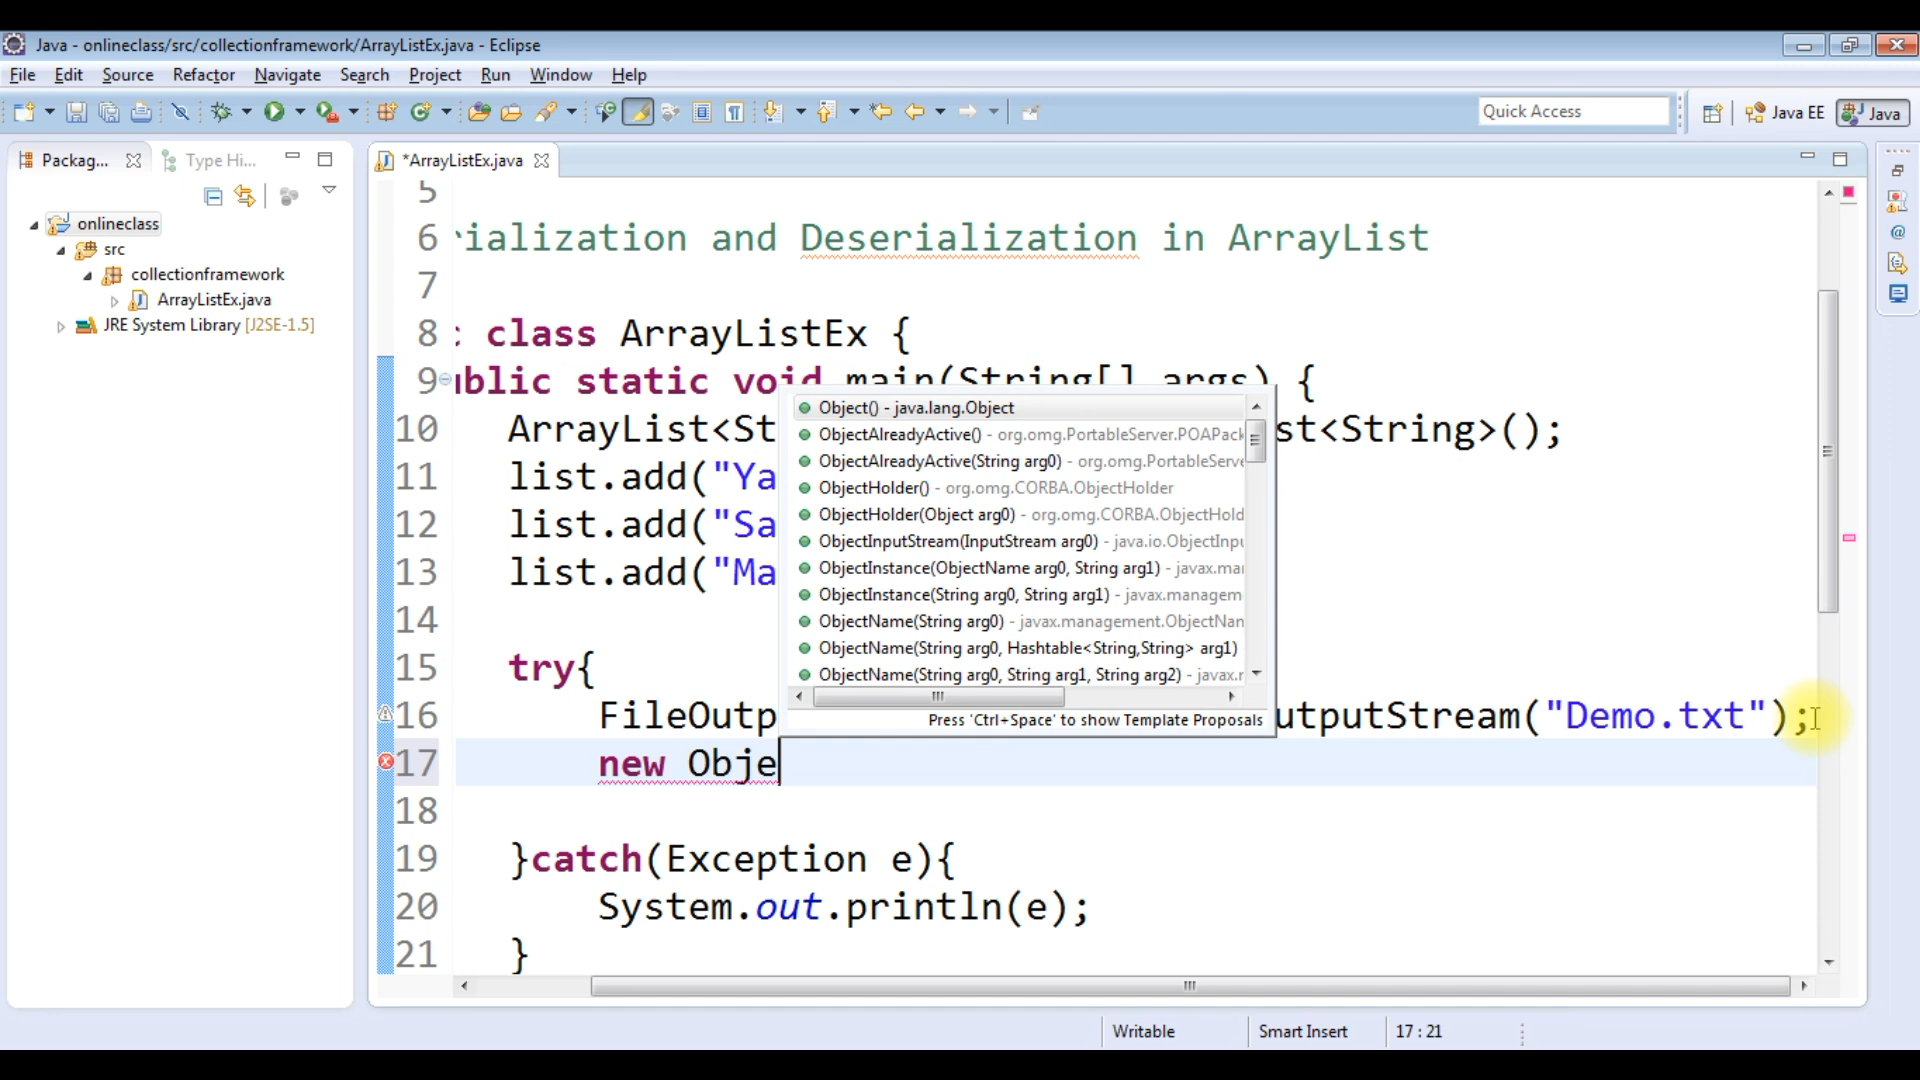 Java - onlineclass/src/collectionframework/ArrayListEx.java - Eclipse
File Edit Source Refactor Navigate Search Project Run Window Help
Quick Access
Java EE
Java
Packag...
Type Hi...
*ArrayListEx.java
onlineclass
src
collectionframework
ArrayListEx.java
JRE System Library [J2SE-1.5]
5
6 rialization and Deserialization in ArrayList
7
8 class ArrayListEx {
9 ublic static void main(String[] args) {
10 ArrayList<St st<String>();
11 list.add("Ya
12 list.add("Sa
13 list.add("Ma
14
15 try{
16 FileOutp utputStream("Demo.txt");
17 new Obje
18
19 }catch(Exception e){
20 System.out.println(e);
21 }
Object() - java.lang.Object
ObjectAlreadyActive() - org.omg.PortableServer.POAPack
ObjectAlreadyActive(String arg0) - org.omg.PortableServe
ObjectHolder() - org.omg.CORBA.ObjectHolder
ObjectHolder(Object arg0) - org.omg.CORBA.ObjectHold
ObjectInputStream(InputStream arg0) - java.io.ObjectInpu
ObjectInstance(ObjectName arg0, String arg1) - javax.ma
ObjectInstance(String arg0, String arg1) - javax.managem
ObjectName(String arg0) - javax.management.ObjectNan
ObjectName(String arg0, Hashtable<String,String> arg1)
ObjectName(String arg0, String arg1, String arg2) - javax.r
Press 'Ctrl+Space' to show Template Proposals
Writable
Smart Insert
17 : 21